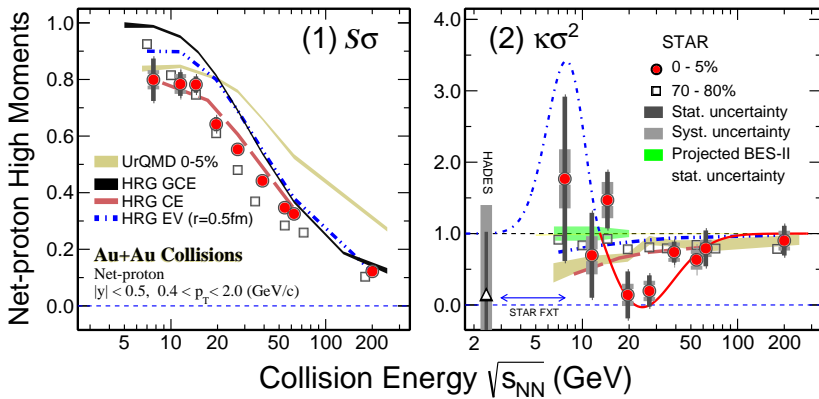 Net-proton High Moments
(1) Sσ
1.0
0.8
0.6
0.4
0.2
0.0
UrQMD 0-5%
HRG GCE
HRG CE
HRG EV (r=0.5fm)
Au+Au Collisions
Net-proton
|y| < 0.5, 0.4 < p_T < 2.0 (GeV/c)
5 10 20 50 100 200
(2) κσ²
4.0
3.0
2.0
1.0
0.0
STAR
0 - 5%
70 - 80%
Stat. uncertainty
Syst. uncertainty
Projected BES-II
stat. uncertainty
HADES
STAR FXT
2 5 10 20 50 100 200
Collision Energy √s_NN (GeV)